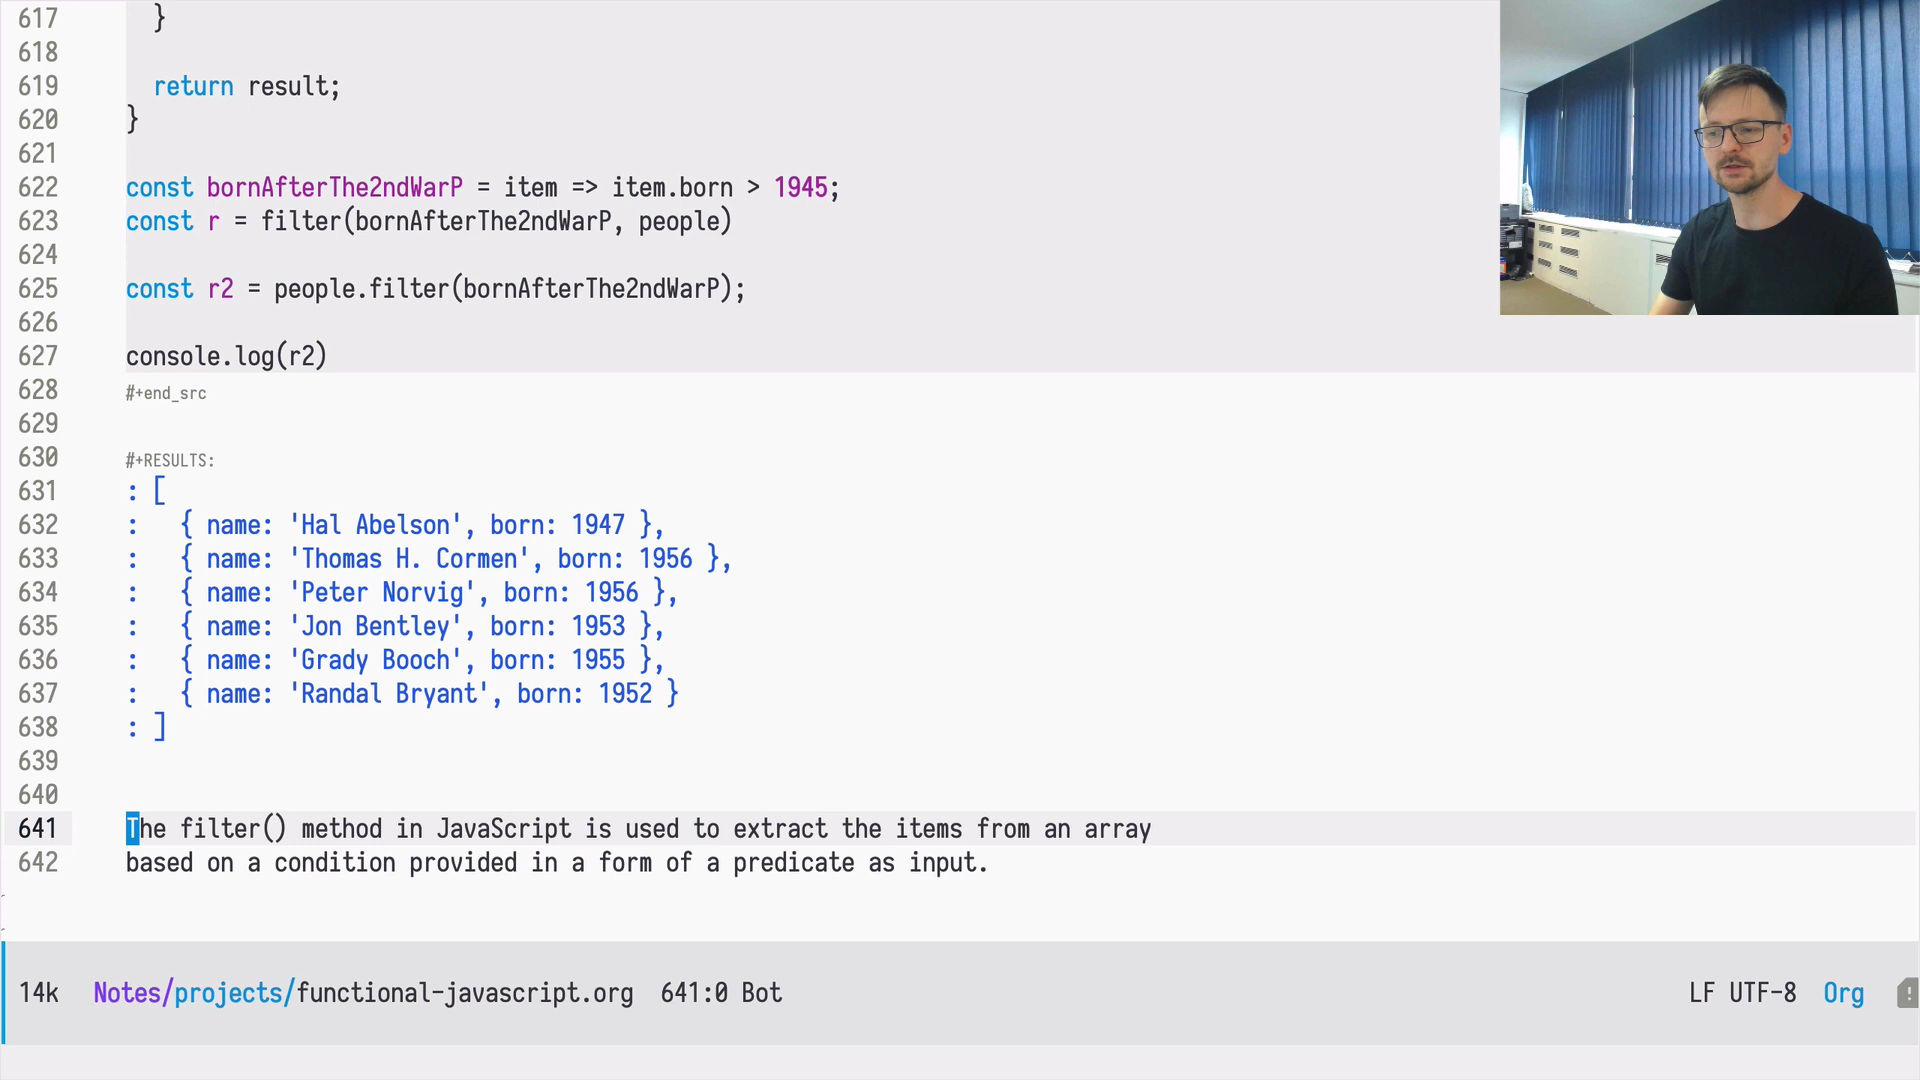 617 }
618
619 return result;
620 }
621
622 const bornAfterThe2ndWarP = item => item.born > 1945;
623 const r = filter(bornAfterThe2ndWarP, people)
624
625 const r2 = people.filter(bornAfterThe2ndWarP);
626
627 console.log(r2)
628 #+end_src
629
630 #+RESULTS:
631 : [
632 :   { name: 'Hal Abelson', born: 1947 },
633 :   { name: 'Thomas H. Cormen', born: 1956 },
634 :   { name: 'Peter Norvig', born: 1956 },
635 :   { name: 'Jon Bentley', born: 1953 },
636 :   { name: 'Grady Booch', born: 1955 },
637 :   { name: 'Randal Bryant', born: 1952 }
638 : ]
639
640
641 The filter() method in JavaScript is used to extract the items from an array
642 based on a condition provided in a form of a predicate as input.
14k Notes/projects/functional-javascript.org 641:0 Bot LF UTF-8 Org !